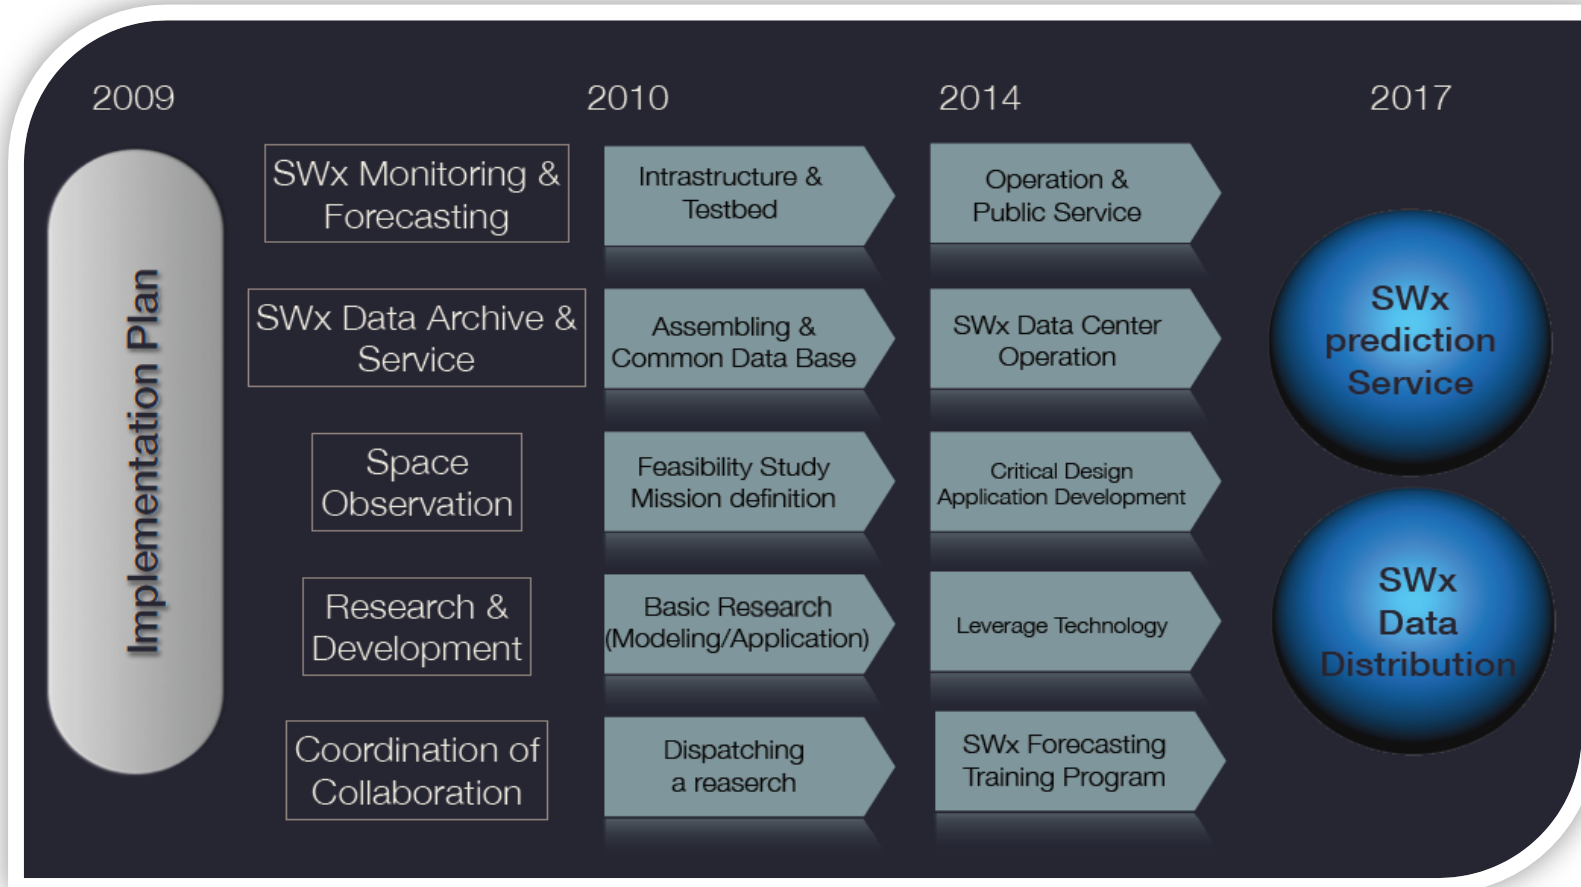 2009
2010
2014
2017
Implementation Plan
SWx Monitoring &
Forecasting
Intrastructure &
Testbed
Operation &
Public Service
SWx Data Archive &
Service
Assembling &
Common Data Base
SWx Data Center
Operation
Space
Observation
Feasibility Study
Mission definition
Critical Design
Application Development
Research &
Development
Basic Research
(Modeling/Application)
Leverage Technology
Coordination of
Collaboration
Dispatching
a reaserch
SWx Forecasting
Training Program
SWx
prediction
Service
SWx
Data
Distribution